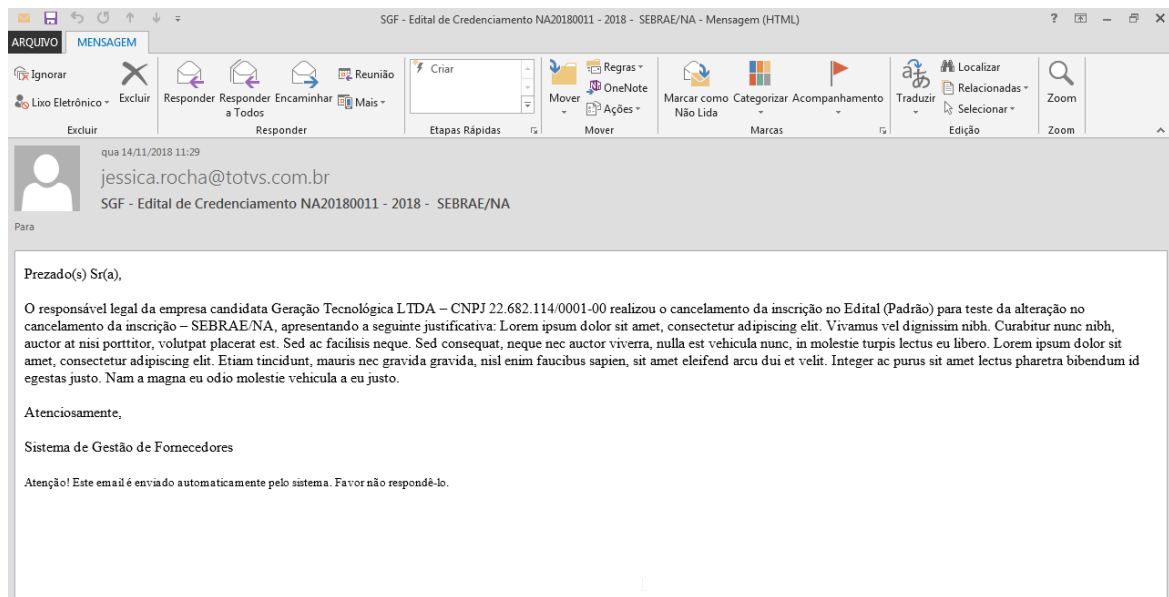 SGF - Edital de Credenciamento NA20180011 - 2018 - SEBRAE/NA - Mensagem (HTML)
ARQUIVO MENSAGEM
Ignorar
Lixo Eletrônico
Excluir
Responder
Responder a Todos
Encaminhar
Reunião
Mais
Criar
Mover
Regras
OneNote
Ações
Marcar como Não Lida
Categorizar
Acompanhamento
Traduzir
Localizar
Relacionadas
Selecionar
Zoom
Excluir Responder Etapas Rápidas Mover Marcas Edição Zoom
qua 14/11/2018 11:29
jessica.rocha@totvs.com.br
SGF - Edital de Credenciamento NA20180011 - 2018 - SEBRAE/NA
Para
Prezado(s) Sr(a),
O responsável legal da empresa candidata Geração Tecnológica LTDA – CNPJ 22.682.114/0001-00 realizou o cancelamento da inscrição no Edital (Padrão) para teste da alteração no
cancelamento da inscrição – SEBRAE/NA, apresentando a seguinte justificativa: Lorem ipsum dolor sit amet, consectetur adipiscing elit. Vivamus vel dignissim nibh. Curabitur nunc nibh,
auctor at nisi porttitor, volutpat placerat est. Sed ac facilisis neque. Sed consequat, neque nec auctor viverra, nulla est vehicula nunc, in molestie turpis lectus eu libero. Lorem ipsum dolor sit
amet, consectetur adipiscing elit. Etiam tincidunt, mauris nec gravida gravida, nisl enim faucibus sapien, sit amet eleifend arcu dui et velit. Integer ac purus sit amet lectus pharetra bibendum id
egestas justo. Nam a magna eu odio molestie vehicula a eu justo.
Atenciosamente,
Sistema de Gestão de Fornecedores
Atenção! Este email é enviado automaticamente pelo sistema. Favor não respondê-lo.